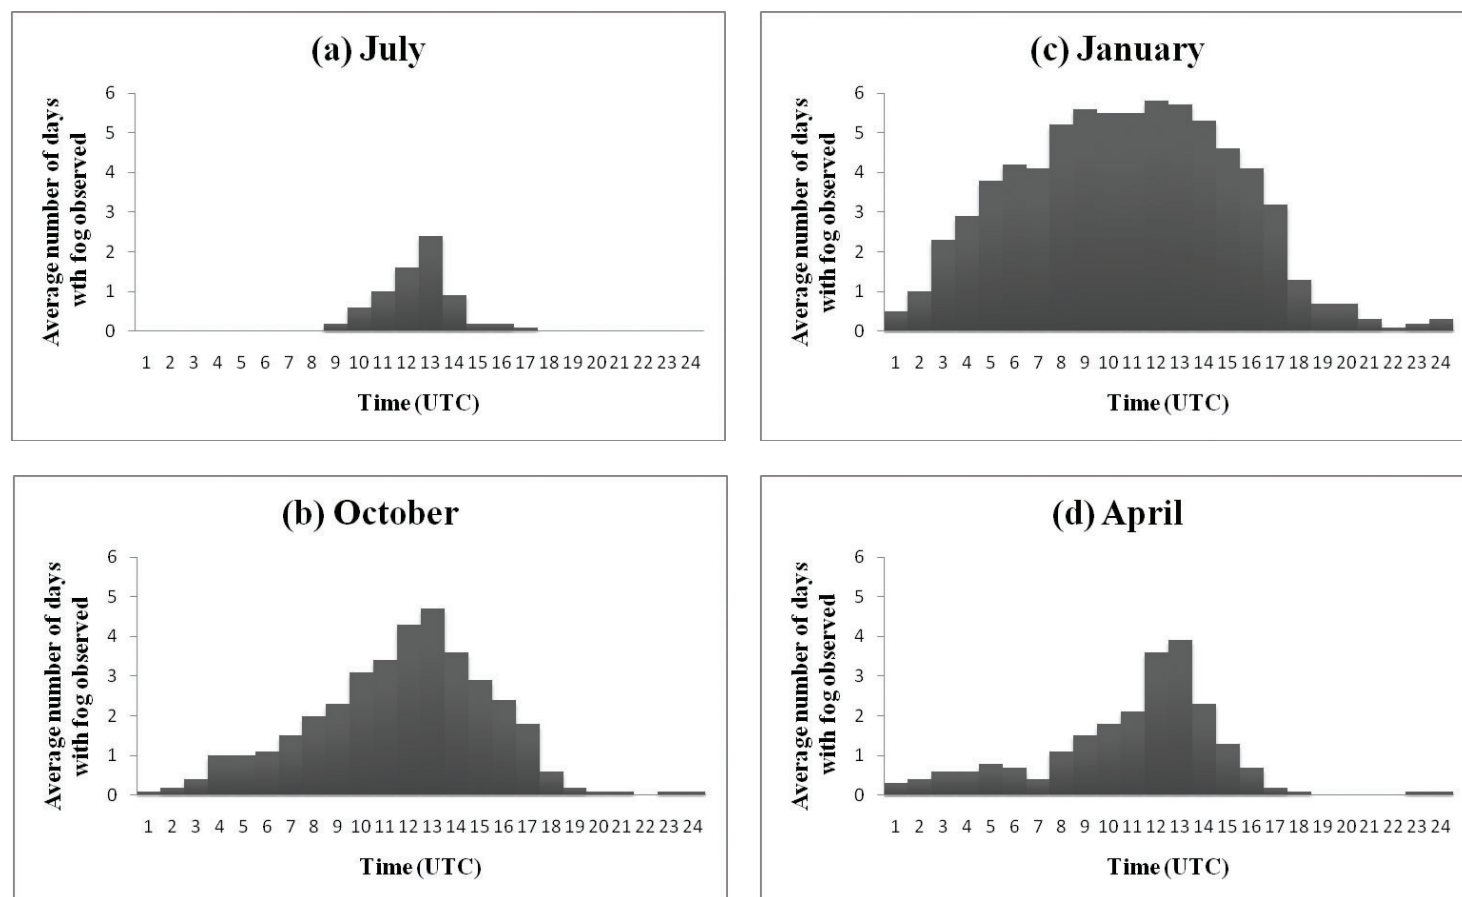 (a) July
Average number of days
wth fog observed
6
5
4
3
2
1
0
1 2 3 4 5 6 7 8 9 10 11 12 13 14 15 16 17 18 19 20 21 22 23 24
Time (UTC)
(c) January
Average number of days
with fog observed
6
5
4
3
2
1
0
1 2 3 4 5 6 7 8 9 10 11 12 13 14 15 16 17 18 19 20 21 22 23 24
Time (UTC)
(b) October
Average number of days
with fog observed
6
5
4
3
2
1
0
1 2 3 4 5 6 7 8 9 10 11 12 13 14 15 16 17 18 19 20 21 22 23 24
Time (UTC)
(d) April
Average number of days
with fog observed
6
5
4
3
2
1
0
1 2 3 4 5 6 7 8 9 10 11 12 13 14 15 16 17 18 19 20 21 22 23 24
Time (UTC)